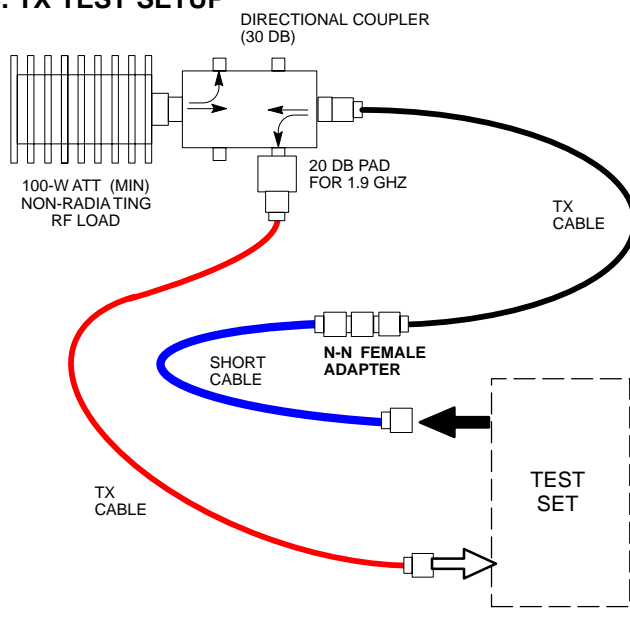 TX TEST SETUP
DIRECTIONAL COUPLER
(30 DB)
20 DB PAD
FOR 1.9 GHZ
100-W ATT (MIN)
NON-RADIA TING
RF LOAD
TX
CABLE
N-N FEMALE
ADAPTER
SHORT
CABLE
TEST
SET
TX
CABLE